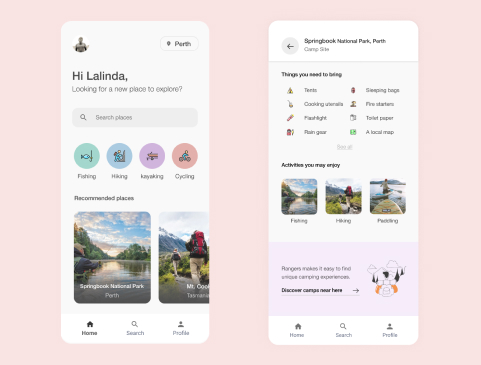 Perth
Hi Lalinda,
Looking for a new place to explore?
Search places
Fishing
Hiking
kayaking
Cycling
Recommended places
Springbook National Park
Perth
Mt. Coo
Tasmania
Home
Search
Profile
Springbook National Park, Perth
Camp Site
Things you need to bring
Tents
Sleeping bags
Cooking utensils
Fire starters
Flashlight
Toilet paper
Rain gear
A local map
See all
Activities you may enjoy
Fishing
Hiking
Paddling
Rangers makes it easy to find
unique camping experiences.
Discover camps near here
Home
Search
Profile